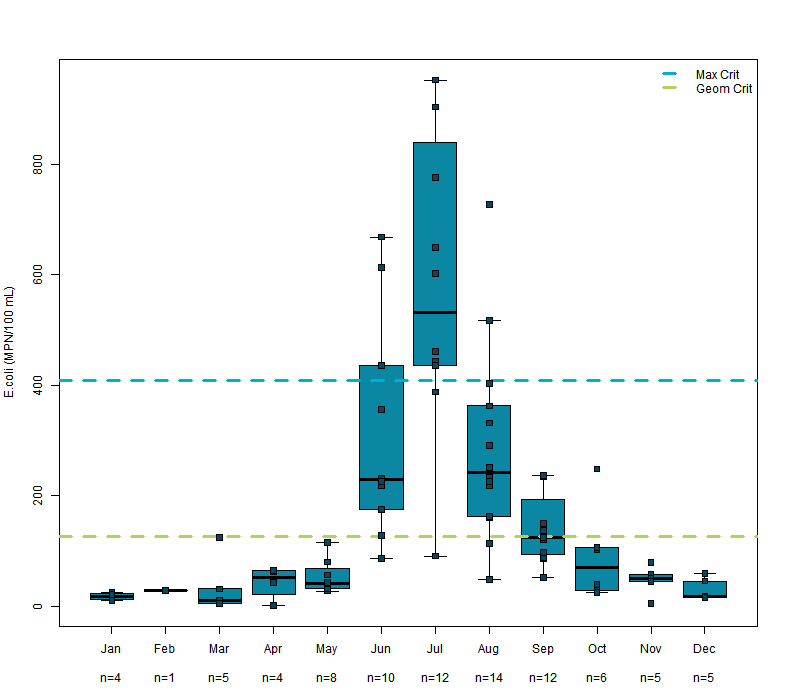 Max Crit
Geom Crit
E.coli (MPN/100 mL)
800
600
400
200
0
Jan Feb Mar Apr May Jun Jul Aug Sep Oct Nov Dec
n=4 n=1 n=5 n=4 n=8 n=10 n=12 n=14 n=12 n=6 n=5 n=5